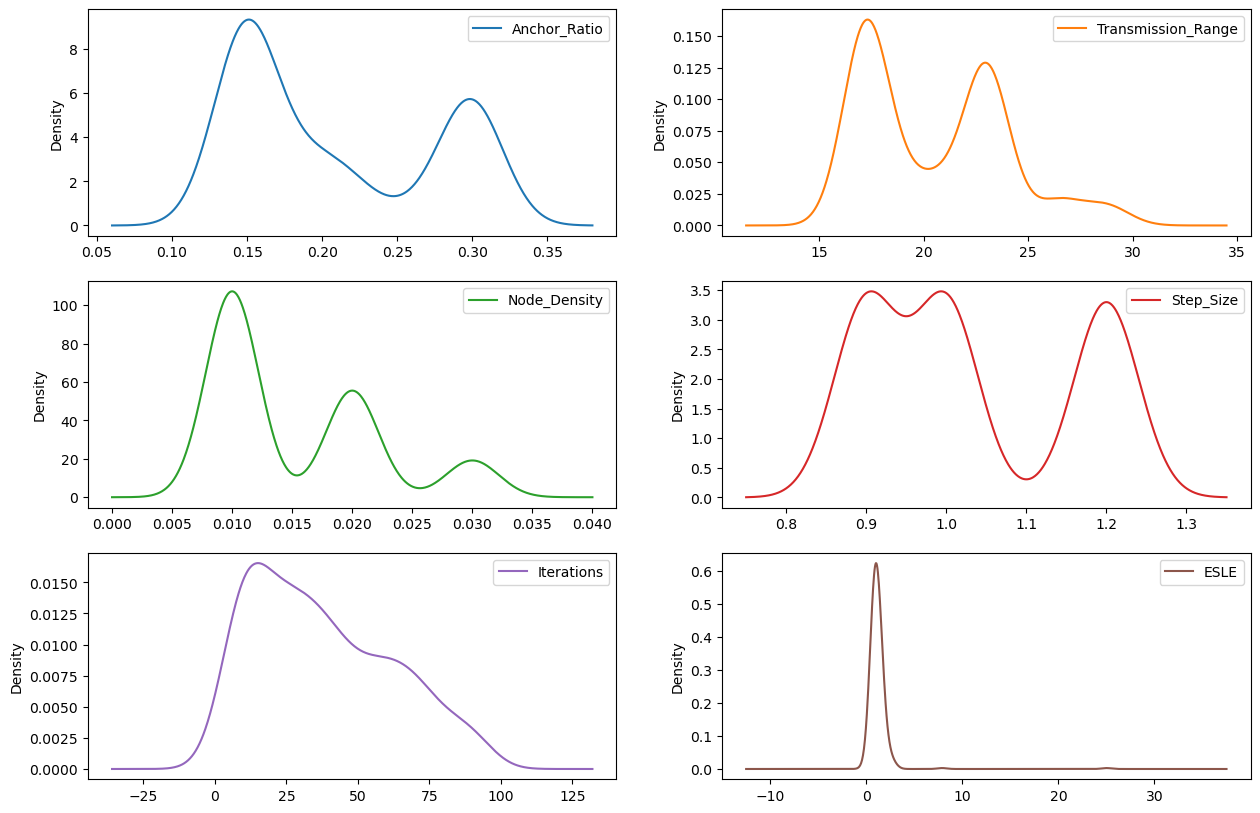 Anchor_Ratio
Density
8
6
4
2
0
0.05 0.10 0.15 0.20 0.25 0.30 0.35
Transmission_Range
Density
0.150
0.125
0.100
0.075
0.050
0.025
0.000
15 20 25 30 35
Node_Density
Density
100
80
60
40
20
0
0.000 0.005 0.010 0.015 0.020 0.025 0.030 0.035 0.040
Step_Size
Density
3.5
3.0
2.5
2.0
1.5
1.0
0.5
0.0
0.8 0.9 1.0 1.1 1.2 1.3
Iterations
Density
0.0150
0.0125
0.0100
0.0075
0.0050
0.0025
0.0000
−25 0 25 50 75 100 125
ESLE
Density
0.6
0.5
0.4
0.3
0.2
0.1
0.0
−10 0 10 20 30